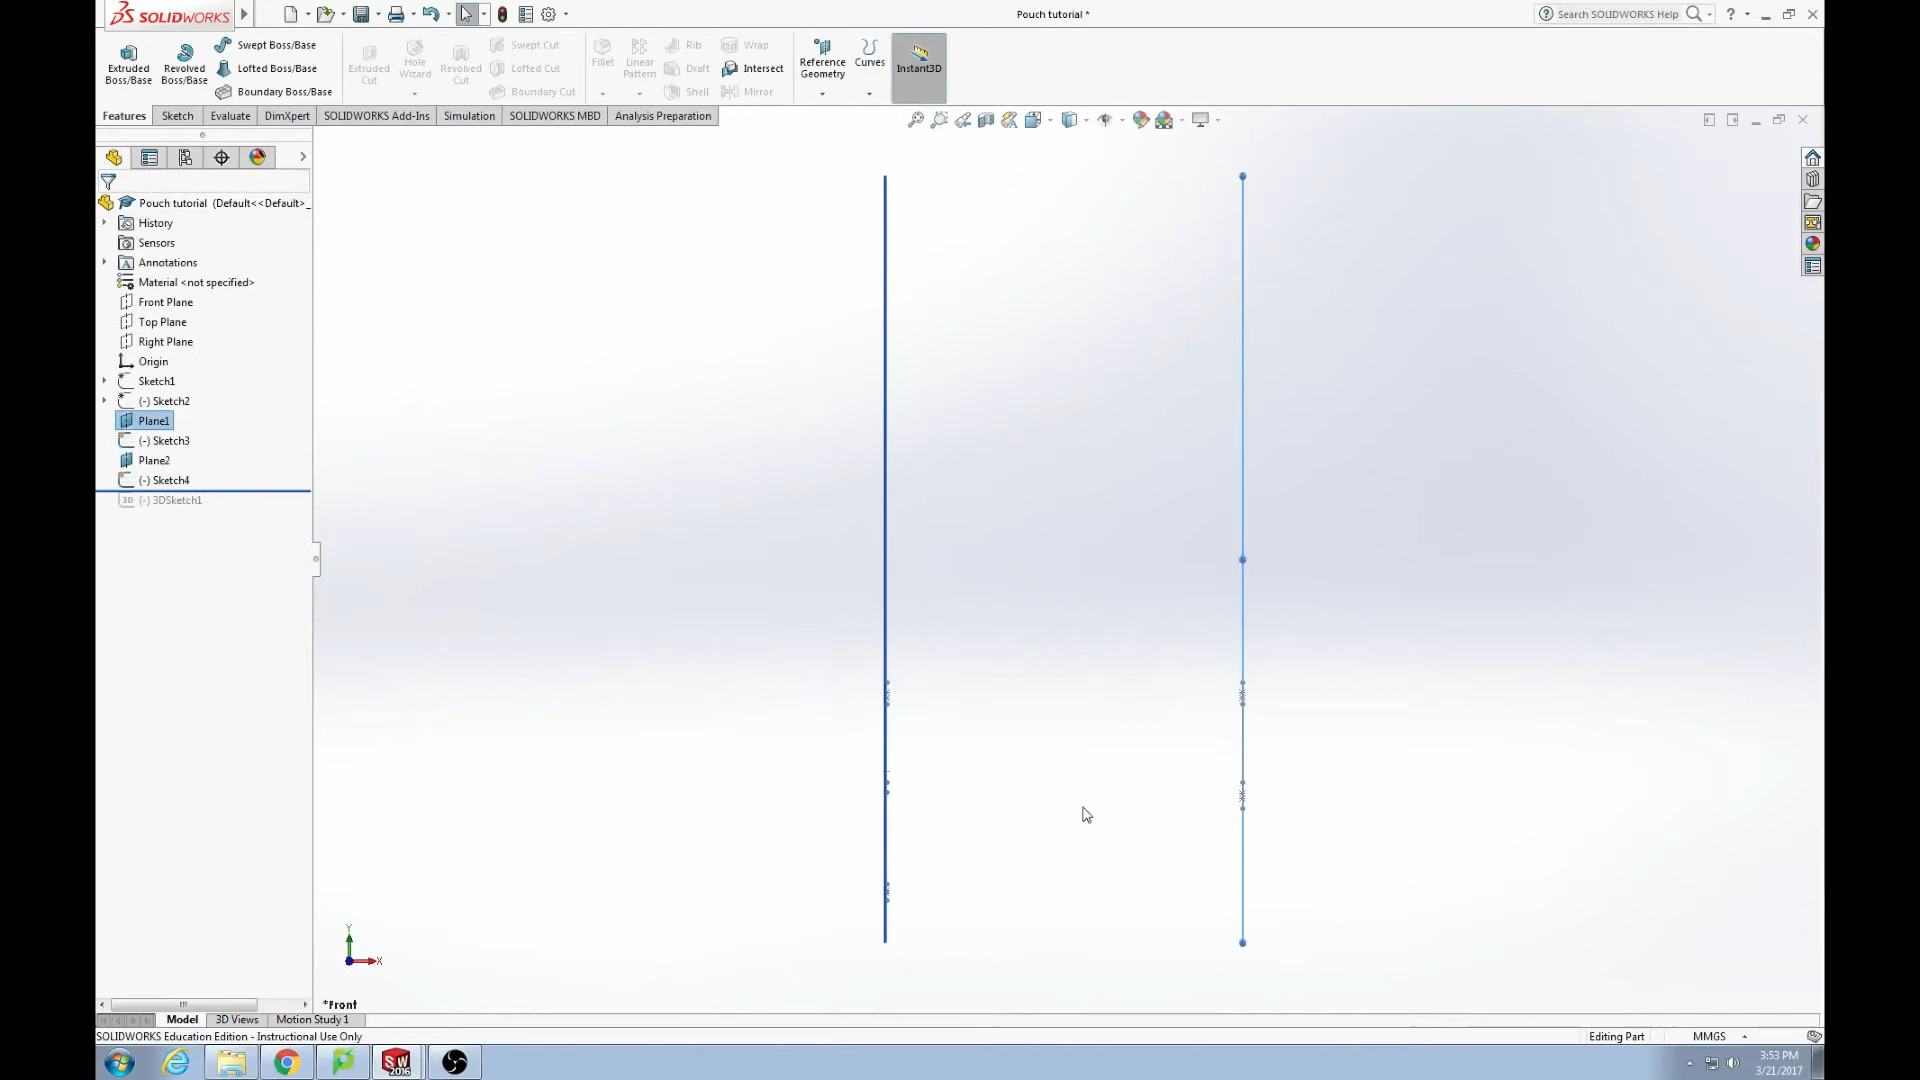 SOLIDWORKS
Pouch tutorial *
Search SOLIDWORKS Help
?
Extruded
Boss/Base
Revolved
Boss/Base
Swept Boss/Base
Lofted Boss/Base
Boundary Boss/Base
Extruded
Cut
Hole
Wizard
Revolved
Cut
Swept Cut
Lofted Cut
Boundary Cut
Fillet
Linear
Pattern
Rib
Draft
Shell
Wrap
Intersect
Mirror
Reference
Geometry
Curves
Instant3D
Features
Sketch
Evaluate
DimXpert
SOLIDWORKS Add-Ins
Simulation
SOLIDWORKS MBD
Analysis Preparation
Pouch tutorial (Default<<Default>_
History
Sensors
Annotations
Material <not specified>
Front Plane
Top Plane
Right Plane
Origin
Sketch1
(-) Sketch2
Plane1
(-) Sketch3
Plane2
(-) Sketch4
3D (-) 3DSketch1
Y
X
*Front
Model
3D Views
Motion Study 1
SOLIDWORKS Education Edition - Instructional Use Only
Editing Part
MMGS
SW
2016
3:53 PM
3/21/2017